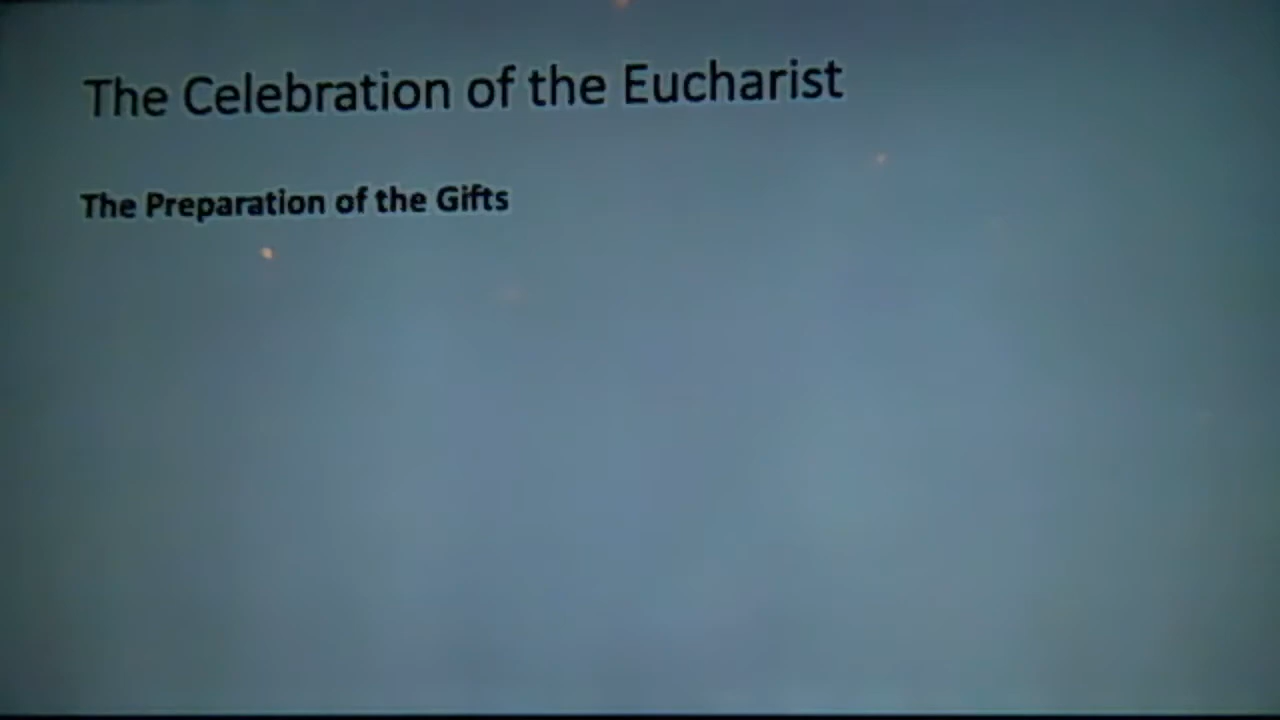 The Celebration of the Eucharist
The Preparation of the Gifts